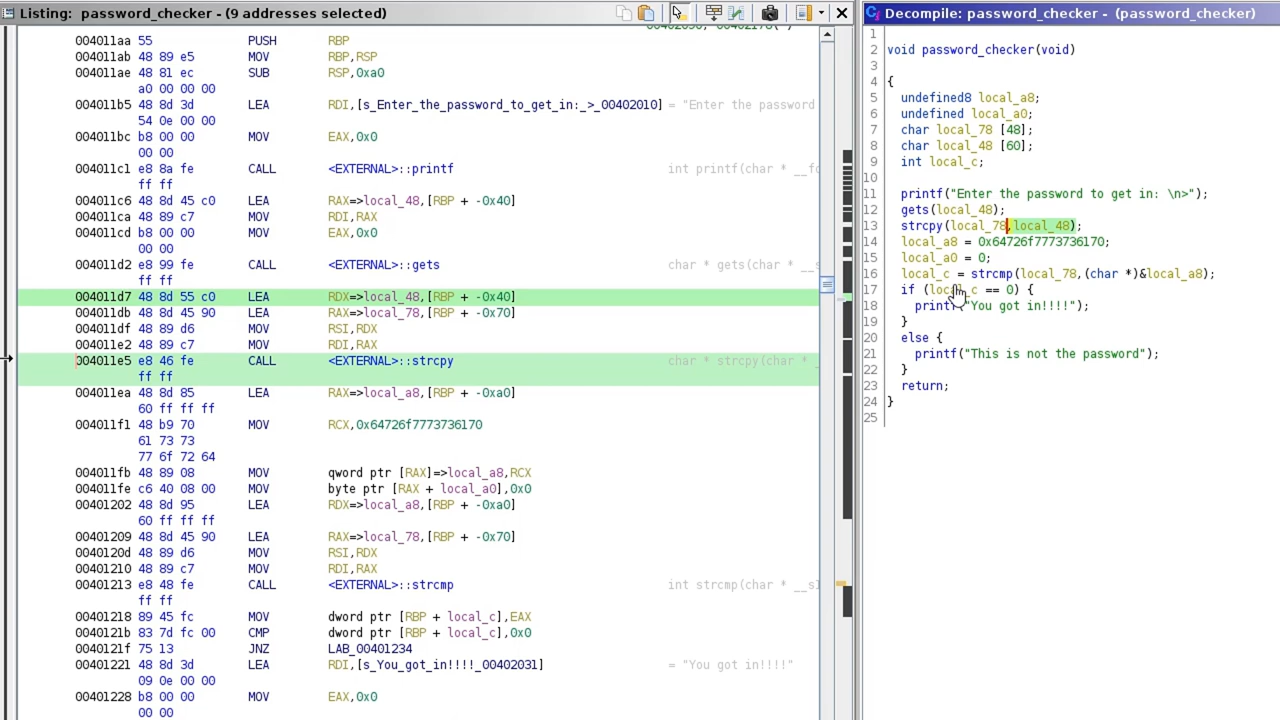 Listing: password_checker - (9 addresses selected)
004011aa 55 PUSH RBP
004011ab 48 89 e5 MOV RBP,RSP
004011ae 48 81 ec SUB RSP,0xa0
a0 00 00 00
004011b5 48 8d 3d LEA RDI,[s_Enter_the_password_to_get_in:_>_00402010] = "Enter the password
54 0e 00 00
004011bc b8 00 00 MOV EAX,0x0
00 00
004011c1 e8 8a fe CALL <EXTERNAL>::printf int printf(char * __fo
ff ff
004011c6 48 8d 45 c0 LEA RAX=>local_48,[RBP + -0x40]
004011ca 48 89 c7 MOV RDI,RAX
004011cd b8 00 00 MOV EAX,0x0
00 00
004011d2 e8 99 fe CALL <EXTERNAL>::gets char * gets(char * __s
ff ff
004011d7 48 8d 55 c0 LEA RDX=>local_48,[RBP + -0x40]
004011db 48 8d 45 90 LEA RAX=>local_78,[RBP + -0x70]
004011df 48 89 d6 MOV RSI,RDX
004011e2 48 89 c7 MOV RDI,RAX
004011e5 e8 46 fe CALL <EXTERNAL>::strcpy char * strcpy(char * _
ff ff
004011ea 48 8d 85 LEA RAX=>local_a8,[RBP + -0xa0]
60 ff ff ff
004011f1 48 b9 70 MOV RCX,0x64726f7773736170
61 73 73
77 6f 72 64
004011fb 48 89 08 MOV qword ptr [RAX]=>local_a8,RCX
004011fe c6 40 08 00 MOV byte ptr [RAX + local_a0],0x0
00401202 48 8d 95 LEA RDX=>local_a8,[RBP + -0xa0]
60 ff ff ff
00401209 48 8d 45 90 LEA RAX=>local_78,[RBP + -0x70]
0040120d 48 89 d6 MOV RSI,RDX
00401210 48 89 c7 MOV RDI,RAX
00401213 e8 48 fe CALL <EXTERNAL>::strcmp int strcmp(char * __s1
ff ff
00401218 89 45 fc MOV dword ptr [RBP + local_c],EAX
0040121b 83 7d fc 00 CMP dword ptr [RBP + local_c],0x0
0040121f 75 13 JNZ LAB_00401234
00401221 48 8d 3d LEA RDI,[s_You_got_in!!!!_00402031] = "You got in!!!!"
09 0e 00 00
00401228 b8 00 00 MOV EAX,0x0
00 00
Decompile: password_checker - (password_checker)
1
2 void password_checker(void)
3
4 {
5 undefined8 local_a8;
6 undefined local_a0;
7 char local_78 [48];
8 char local_48 [60];
9 int local_c;
10
11 printf("Enter the password to get in: \n>");
12 gets(local_48);
13 strcpy(local_78,local_48);
14 local_a8 = 0x64726f7773736170;
15 local_a0 = 0;
16 local_c = strcmp(local_78,(char *)&local_a8);
17 if (local_c == 0) {
18 printf("You got in!!!!");
19 }
20 else {
21 printf("This is not the password");
22 }
23 return;
24 }
25